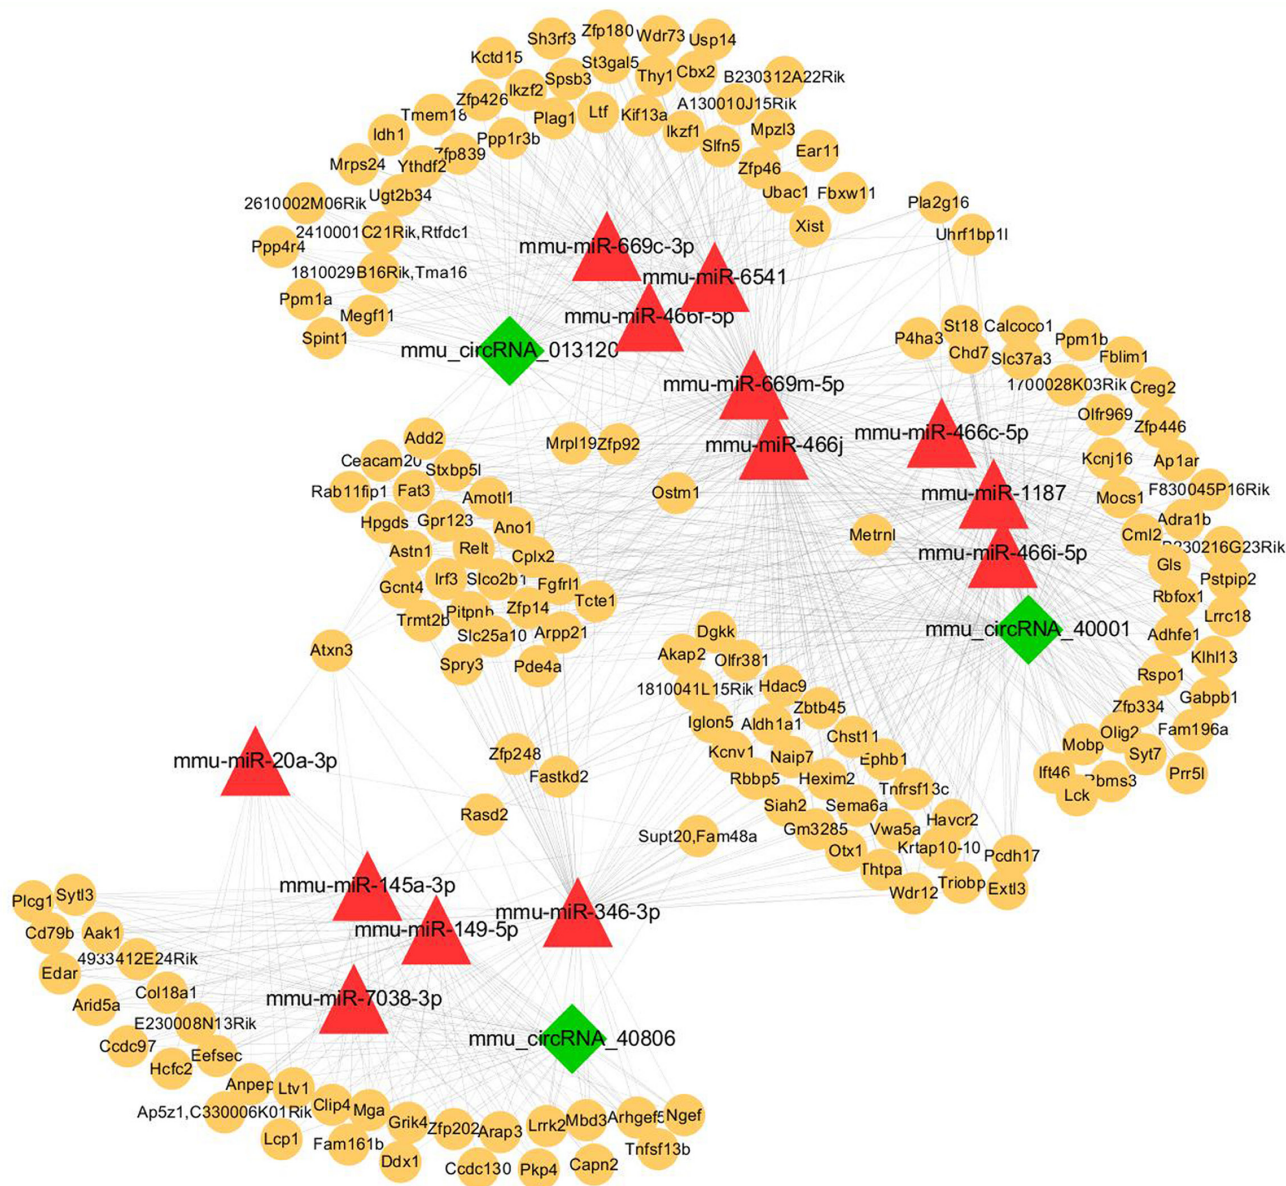 Zfp180
Sh3rf3
Wdr73
Usp14
Kctd15
St3gal5
Spsb3
Thy1
Cbx2
B230312A22Rik
Ikzf2
Zfp426
A130010J15Rik
Tmem18
Ltf
Kif13a
Plag1
Idh1
Ppp1r3b
Ikzf1
Mpzl3
Slfn5
Ear11
Zfp839
Mrps24
Ythdf2
Zfp46
Ugt2b34
Ubac1
Fbxw11
2610002M06Rik
Pla2g16
Xist
2410001C21Rik,Rtfdc1
Uhrf1bp1l
Ppp4r4
mmu-miR-669c-3p
1810029B16Rik,Tma16
mmu-miR-6541
Ppm1a
Megf11
mmu-miR-466f-5p
Spint1
mmu_circRNA_013120
St18
Calcoco1
P4ha3
Ppm1b
Chd7
Slc37a3
Fblim1
mmu-miR-669m-5p
1700028K03Rik
Creg2
Olfr969
Zfp446
mmu-miR-466c-5p
Add2
Mrpl19
Zfp92
mmu-miR-466j
Ceacam20
Stxbp5l
Kcnj16
Ap1ar
Rab11fip1
Fat3
Amotl1
Ostm1
mmu-miR-1187
Mocs1
F830045P16Rik
Hpgds
Gpr123
Ano1
Adra1b
Metrnl
Cml2
Astn1
Relt
Cplx2
mmu-miR-466i-5p
230216G23Rik
Gls
Gcnt4
Irf3
Slco2b1
Fgfrl1
Pstpip2
Tcte1
Rbfox1
Trmt2b
Pitpnb
Zfp14
Lrrc18
Slc25a10
Arpp21
Dgkk
mmu_circRNA_40001
Adhfe1
Atxn3
Akap2
Olfr381
Klhl13
Spry3
Pde4a
Rspo1
1810041L15Rik
Hdac9
Gabpb1
Zbtb45
Zfp334
Iglon5
Aldh1a1
Olig2
Fam196a
Chst11
Mobp
Syt7
Kcnv1
Naip7
Ephb1
mmu-miR-20a-3p
Zfp248
Fastkd2
Rbbp5
Hexim2
Ift46
Rbms3
Prr5l
Tnfrsf13c
Lck
Siah2
Sema6a
Rasd2
Havcr2
Supt20,Fam48a
Gm3285
Vwa5a
Krtap10-10
Otx1
Pcdh17
Thtpa
Triobp
Extl3
Wdr12
mmu-miR-145a-3p
Plcg1
Sytl3
mmu-miR-346-3p
Cd79b
Aak1
mmu-miR-149-5p
4933412E24Rik
Edar
Col18a1
mmu-miR-7038-3p
Arid5a
E230008N13Rik
mmu_circRNA_40806
Ccdc97
Eefsec
Hcfc2
Anpep
Ltv1
Ap5z1,C330006K01Rik
Clip4
Mga
Grik4
Zfp202
Arap3
Lrrk2
Mbd3
Arhgef5
Ngef
Lcp1
Fam161b
Tnfsf13b
Ddx1
Ccdc130
Pkp4
Capn2